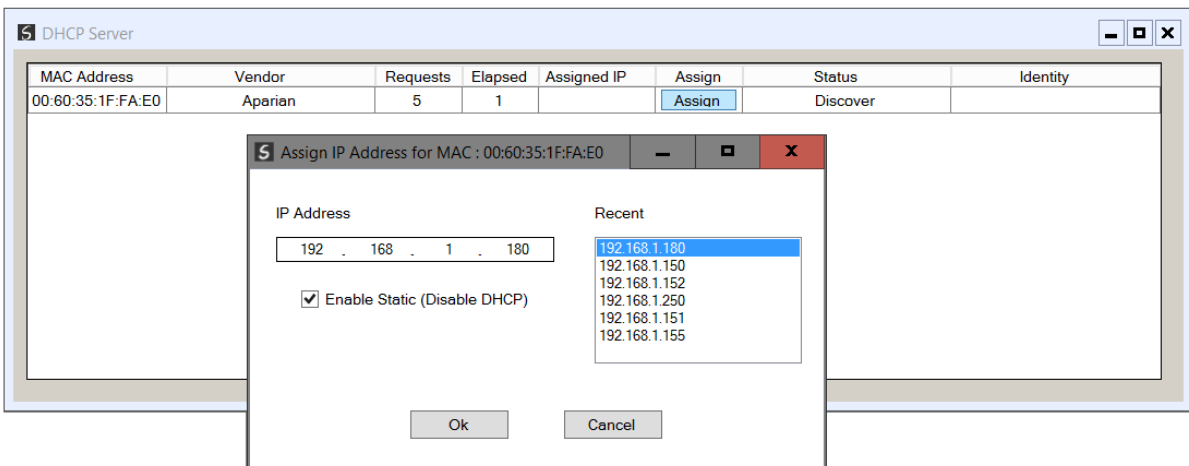 DHCP Server
MAC Address Vendor Requests Elapsed Assigned IP Assign Status Identity
00:60:35:1F:FA:E0 Aparian 5 1 Assign Discover
Assign IP Address for MAC : 00:60:35:1F:FA:E0
IP Address
192 . 168 . 1 . 180
Enable Static (Disable DHCP)
Recent
192.168.1.180
192.168.1.150
192.168.1.152
192.168.1.250
192.168.1.151
192.168.1.155
Ok Cancel